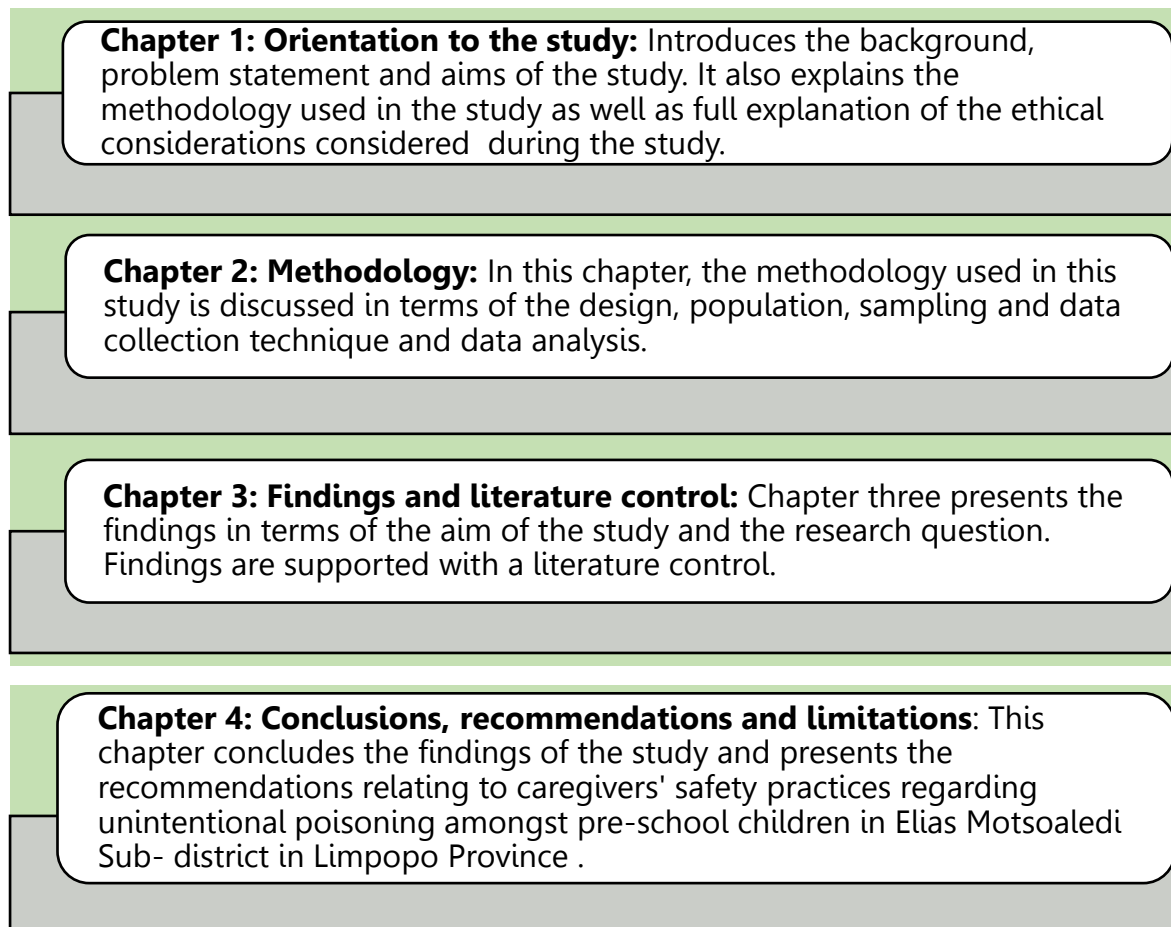 Chapter 1: Orientation to the study: Introduces the background,
problem statement and aims of the study. It also explains the
methodology used in the study as well as full explanation of the ethical
considerations considered  during the study.
Chapter 2: Methodology: In this chapter, the methodology used in this
study is discussed in terms of the design, population, sampling and data
collection technique and data analysis.
Chapter 3: Findings and literature control: Chapter three presents the
findings in terms of the aim of the study and the research question.
Findings are supported with a literature control.
Chapter 4: Conclusions, recommendations and limitations: This
chapter concludes the findings of the study and presents the
recommendations relating to caregivers' safety practices regarding
unintentional poisoning amongst pre-school children in Elias Motsoaledi
Sub- district in Limpopo Province .